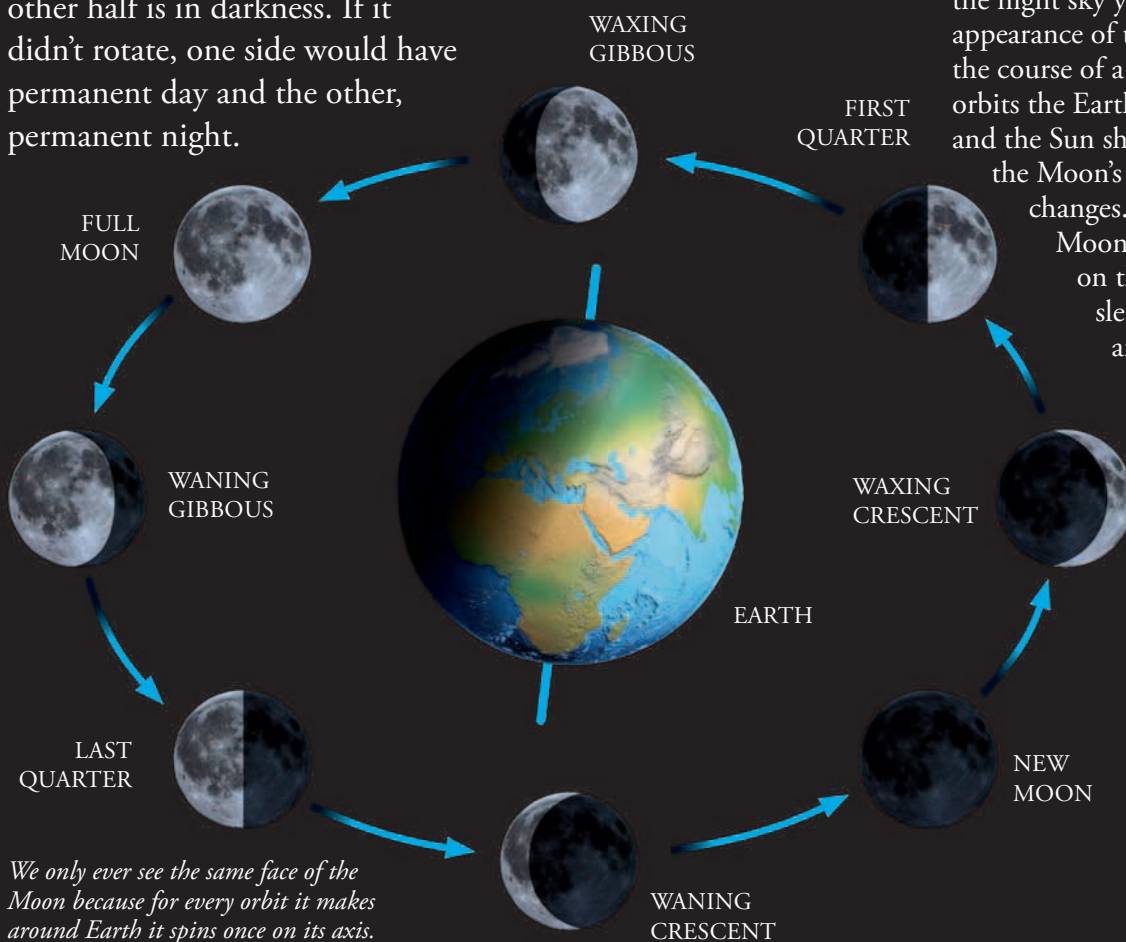 other half is in darkness. If it
didn't rotate, one side would have
permanent day and the other,
permanent night.
WAXING
GIBBOUS
the night sky
appearance of
the course of a
orbits the Earth
and the Sun
the Moon's
changes.
Moon
on
FIRST
QUARTER
FULL
MOON
WANING
GIBBOUS
WAXING
CRESCENT
EARTH
LAST
QUARTER
NEW
MOON
WANING
CRESCENT
We only ever see the same face of the
Moon because for every orbit it makes
around Earth it spins once on its axis.